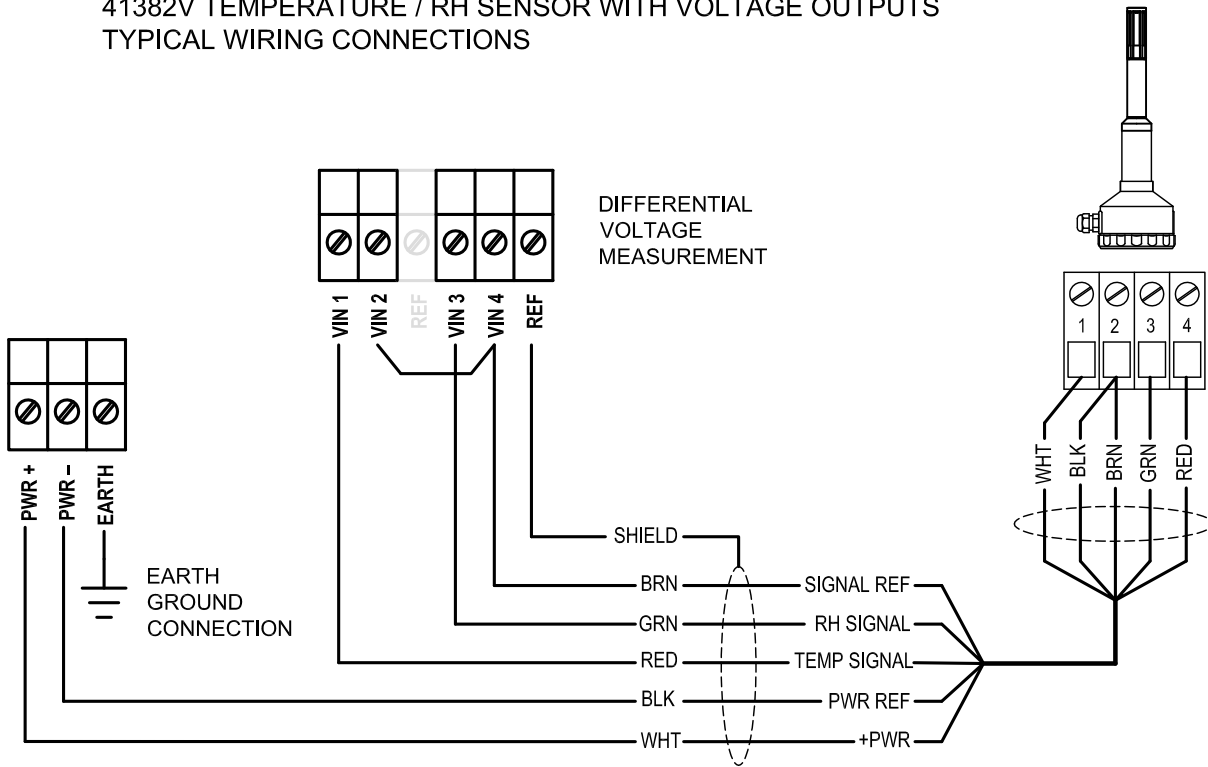 41382V TEMPERATURE / RH SENSOR WITH VOLTAGE OUTPUTS
TYPICAL WIRING CONNECTIONS
DIFFERENTIAL
VOLTAGE
MEASUREMENT
VIN 1
VIN 2
REF
VIN 3
VIN 4
REF
1 2 3 4
PWR +
PWR –
EARTH
WHT
BLK
BRN
GRN
RED
EARTH
GROUND
CONNECTION
SHIELD
BRN SIGNAL REF
GRN RH SIGNAL
RED TEMP SIGNAL
BLK PWR REF
WHT +PWR